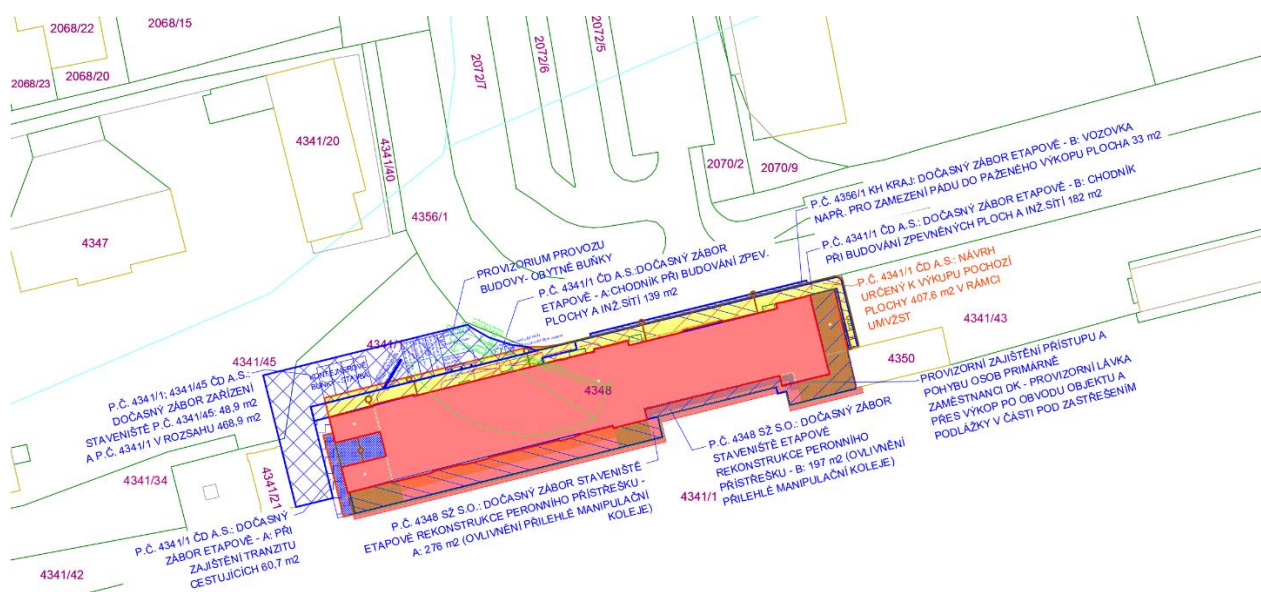 2068/22
2068/15
2068/20
2068/23
2072/7
2072/6
2072/5
4341/20
4341/40
2070/2
2070/9
4356/1
4347
P.Č. 4356/1 KH KRAJ: DOČASNÝ ZÁBOR ETAPOVĚ - B: VOZOVKA
NAPŘ. PRO ZAMEZENÍ PÁDU DO PAŽENÉHO VÝKOPU PLOCHA 33 m2
P.Č. 4341/1 ČD A.S.: DOČASNÝ ZÁBOR ETAPOVĚ - B: CHODNÍK
PŘI BUDOVÁNÍ ZPEVNĚNÝCH PLOCH A INŽ.SÍTÍ 182 m2
PROVIZORIUM PROVOZU
BUDOVY- OBYTNÉ BUŇKY
P.Č. 4341/1 ČD A.S.:DOČASNÝ ZÁBOR
ETAPOVĚ - A:CHODNÍK PŘI BUDOVÁNÍ ZPEV.
PLOCHY A INŽ.SÍTÍ 139 m2
P.Č. 4341/1 ČD A.S.: NÁVRH
URČENÝ K VÝKUPU POCHOZÍ
PLOCHY 407,6 m2 V RÁMCI
UMVŽST
4341/43
4350
4341/45
P.Č. 4341/1; 4341/45 ČD A.S.:
DOČASNÝ ZÁBOR ZAŘÍZENÍ
STAVENIŠTĚ P.Č. 4341/45: 48,9 m2
A P.Č. 4341/1 V ROZSAHU 468,9 m2
4348
PROVIZORNÍ ZAJIŠTĚNÍ PŘÍSTUPU A
POHYBU OSOB PRIMÁRNĚ
ZAMĚSTNANCI DK - PROVIZORNÍ LÁVKA
PŘES VÝKOP PO OBVODU OBJEKTU A
PODLÁŽKY V ČÁSTI POD ZASTŘEŠENÍM
P.Č. 4348 SŽ S.O.: DOČASNÝ ZÁBOR
STAVENIŠTĚ ETAPOVĚ
REKONSTRUKCE PERONNÍHO
PŘÍSTŘEŠKU - B: 197 m2 (OVLIVNĚNÍ
PŘILEHLÉ MANIPULAČNÍ KOLEJE)
4341/1
P.Č. 4348 SŽ S.O.: DOČASNÝ ZÁBOR STAVENIŠTĚ
ETAPOVĚ REKONSTRUKCE PERONNÍHO PŘÍSTŘEŠKU -
A: 276 m2 (OVLIVNĚNÍ PŘILEHLÉ MANIPULAČNÍ
KOLEJE)
4341/34
4341/21
P.Č. 4341/1 ČD A.S.: DOČASNÝ
ZÁBOR ETAPOVĚ - A: PŘI
ZAJIŠTĚNÍ TRANZITU
CESTUJÍCÍCH 60,7 m2
4341/42